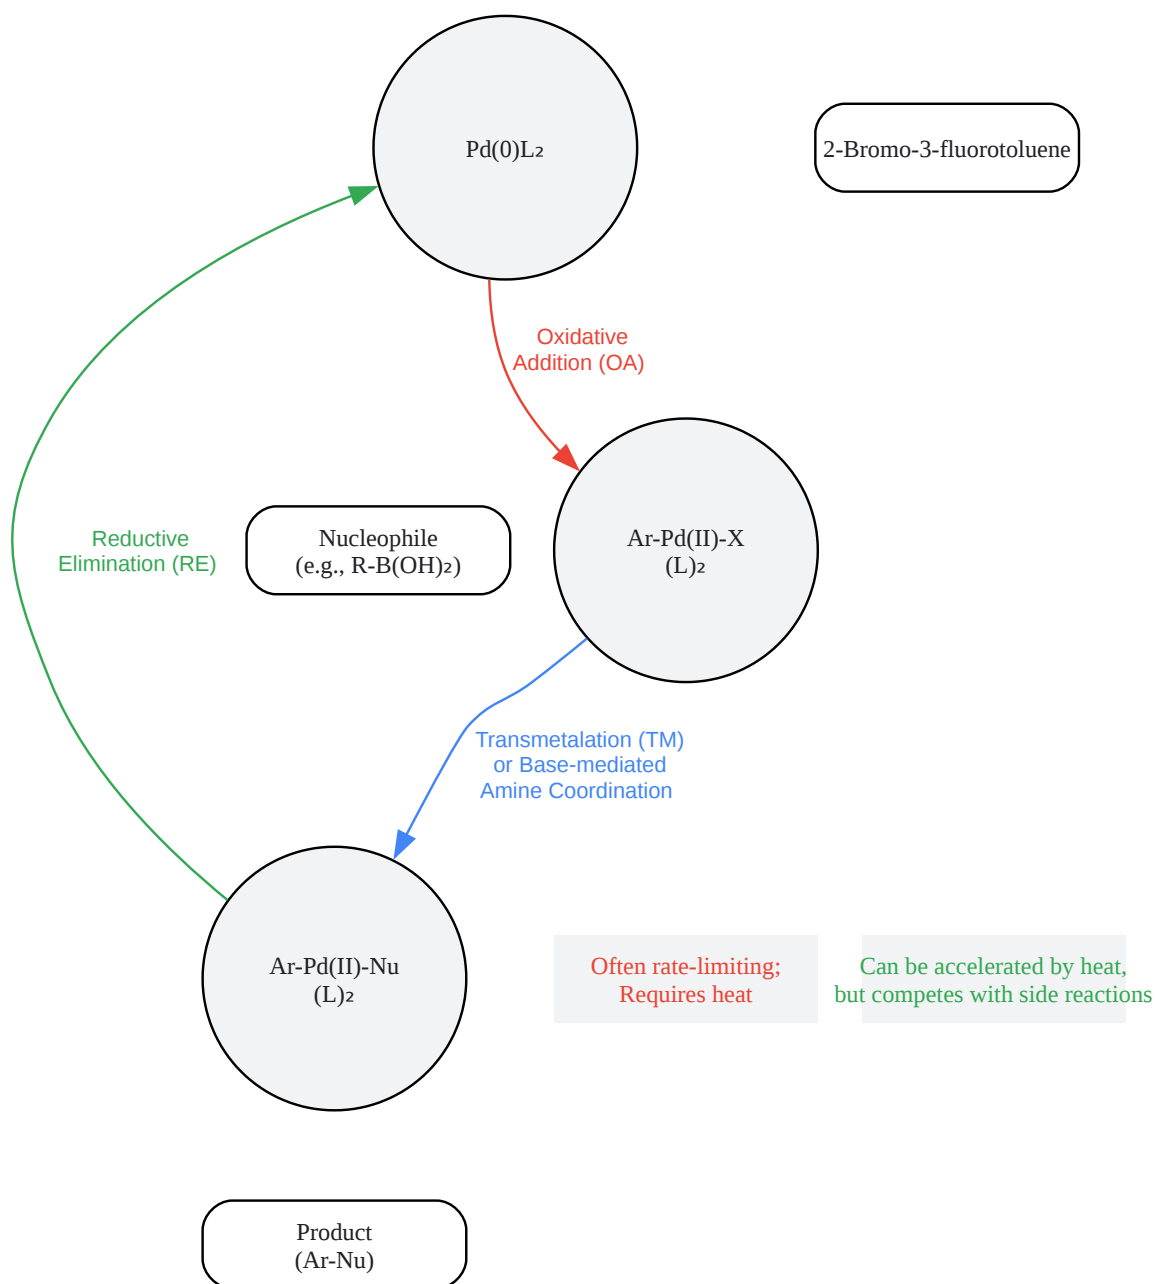 Pd(0)L₂
2-Bromo-3-fluorotoluene
Oxidative
Addition (OA)
Reductive
Elimination (RE)
Nucleophile
(e.g., R-B(OH)₂)
Ar-Pd(II)-X
(L)₂
Transmetalation (TM)
or Base-mediated
Amine Coordination
Ar-Pd(II)-Nu
(L)₂
Often rate-limiting;
Requires heat
Can be accelerated by heat,
but competes with side reactions
Product
(Ar-Nu)